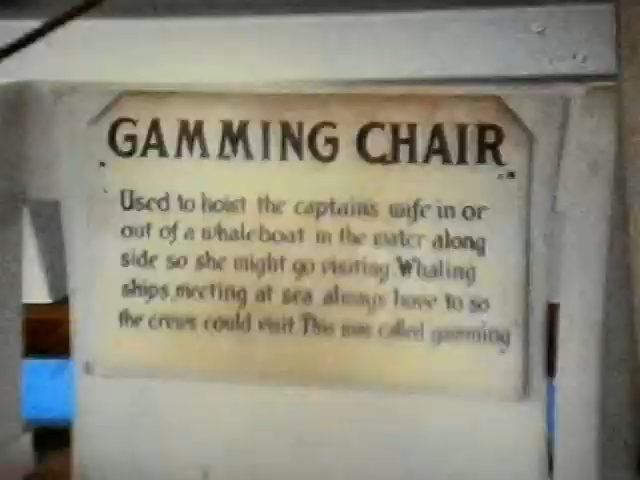 GAMMING CHAIR
Used to hoist the captains wife in or
out of a whaleboat in the water along
side so she might go visiting Whaling
ships meeting at sea always hove to so
the crews could visit. This was called gamming